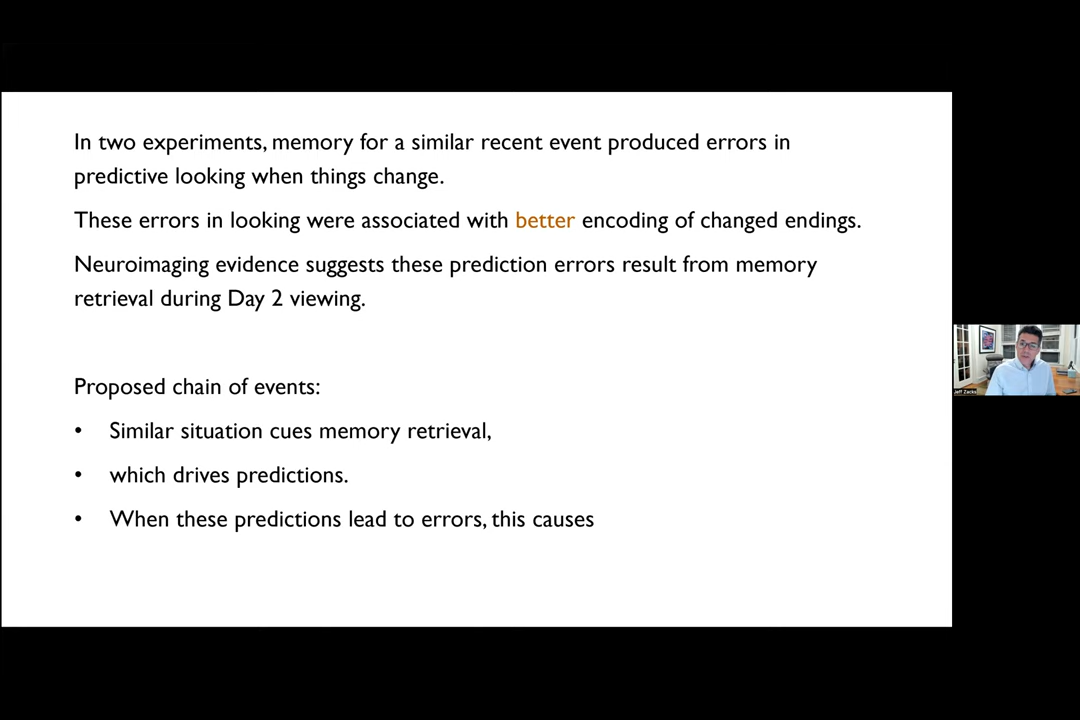 In two experiments, memory for a similar recent event produced errors in
predictive looking when things change.
These errors in looking were associated with better encoding of changed endings.
Neuroimaging evidence suggests these prediction errors result from memory
retrieval during Day 2 viewing.
Proposed chain of events:
• Similar situation cues memory retrieval,
• which drives predictions.
• When these predictions lead to errors, this causes
Jeff Zacks